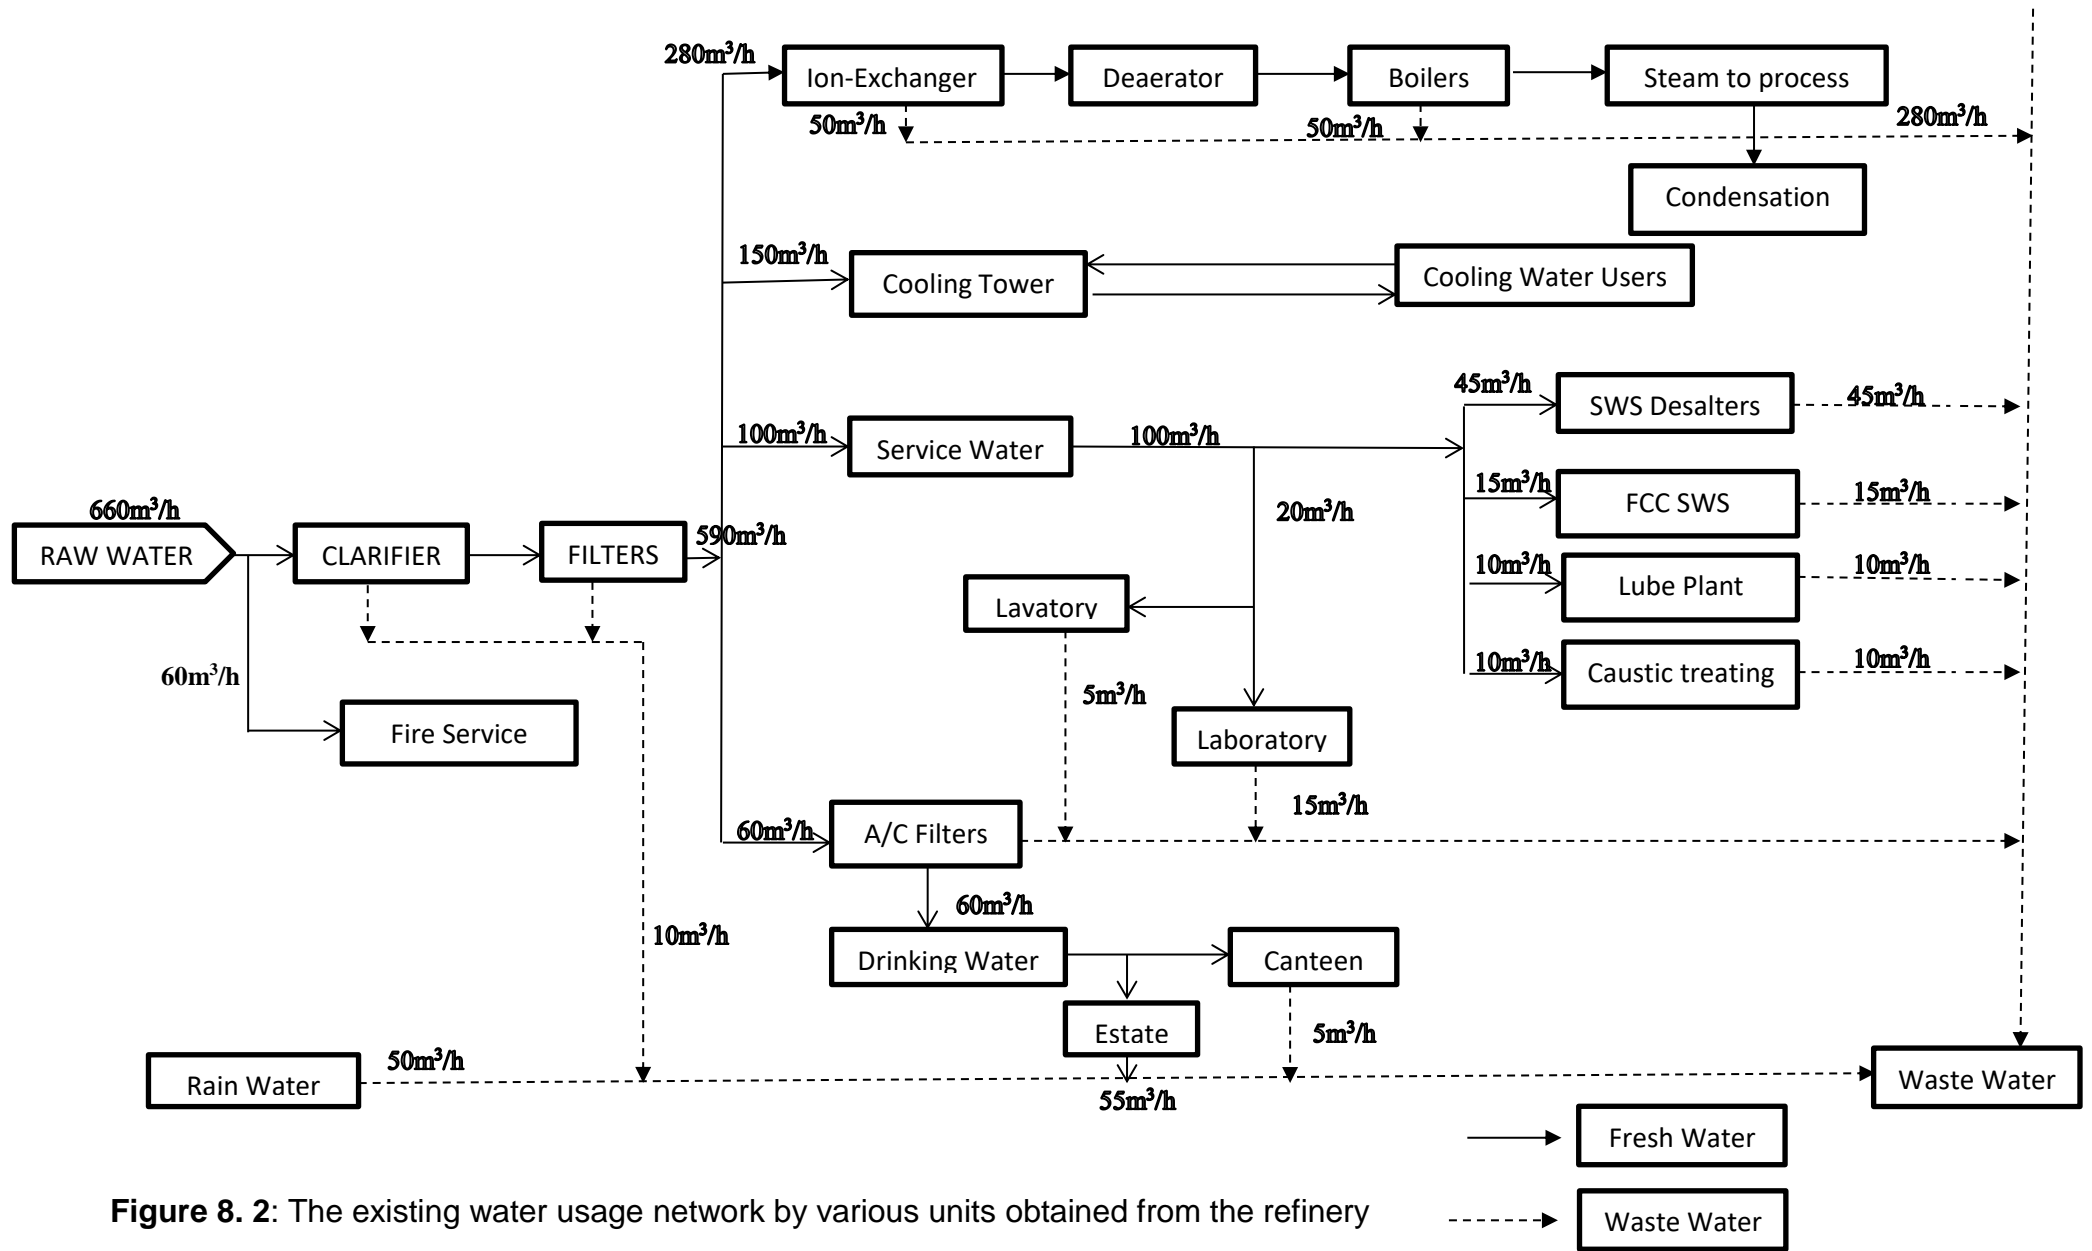 280m³/h
Ion-Exchanger
Deaerator
Boilers
Steam to process
50m³/h
50m³/h
280m³/h
Condensation
150m³/h
Cooling Tower
Cooling Water Users
45m³/h
SWS Desalters
45m³/h
100m³/h
Service Water
100m³/h
15m³/h
FCC SWS
15m³/h
20m³/h
660m³/h
RAW WATER
CLARIFIER
FILTERS
590m³/h
10m³/h
Lube Plant
10m³/h
Lavatory
60m³/h
5m³/h
10m³/h
Caustic treating
10m³/h
Fire Service
Laboratory
15m³/h
60m³/h
A/C Filters
60m³/h
10m³/h
Drinking Water
Canteen
Estate
5m³/h
Rain Water
50m³/h
55m³/h
Waste Water
Fresh Water
Waste Water
Figure 8. 2: The existing water usage network by various units obtained from the refinery